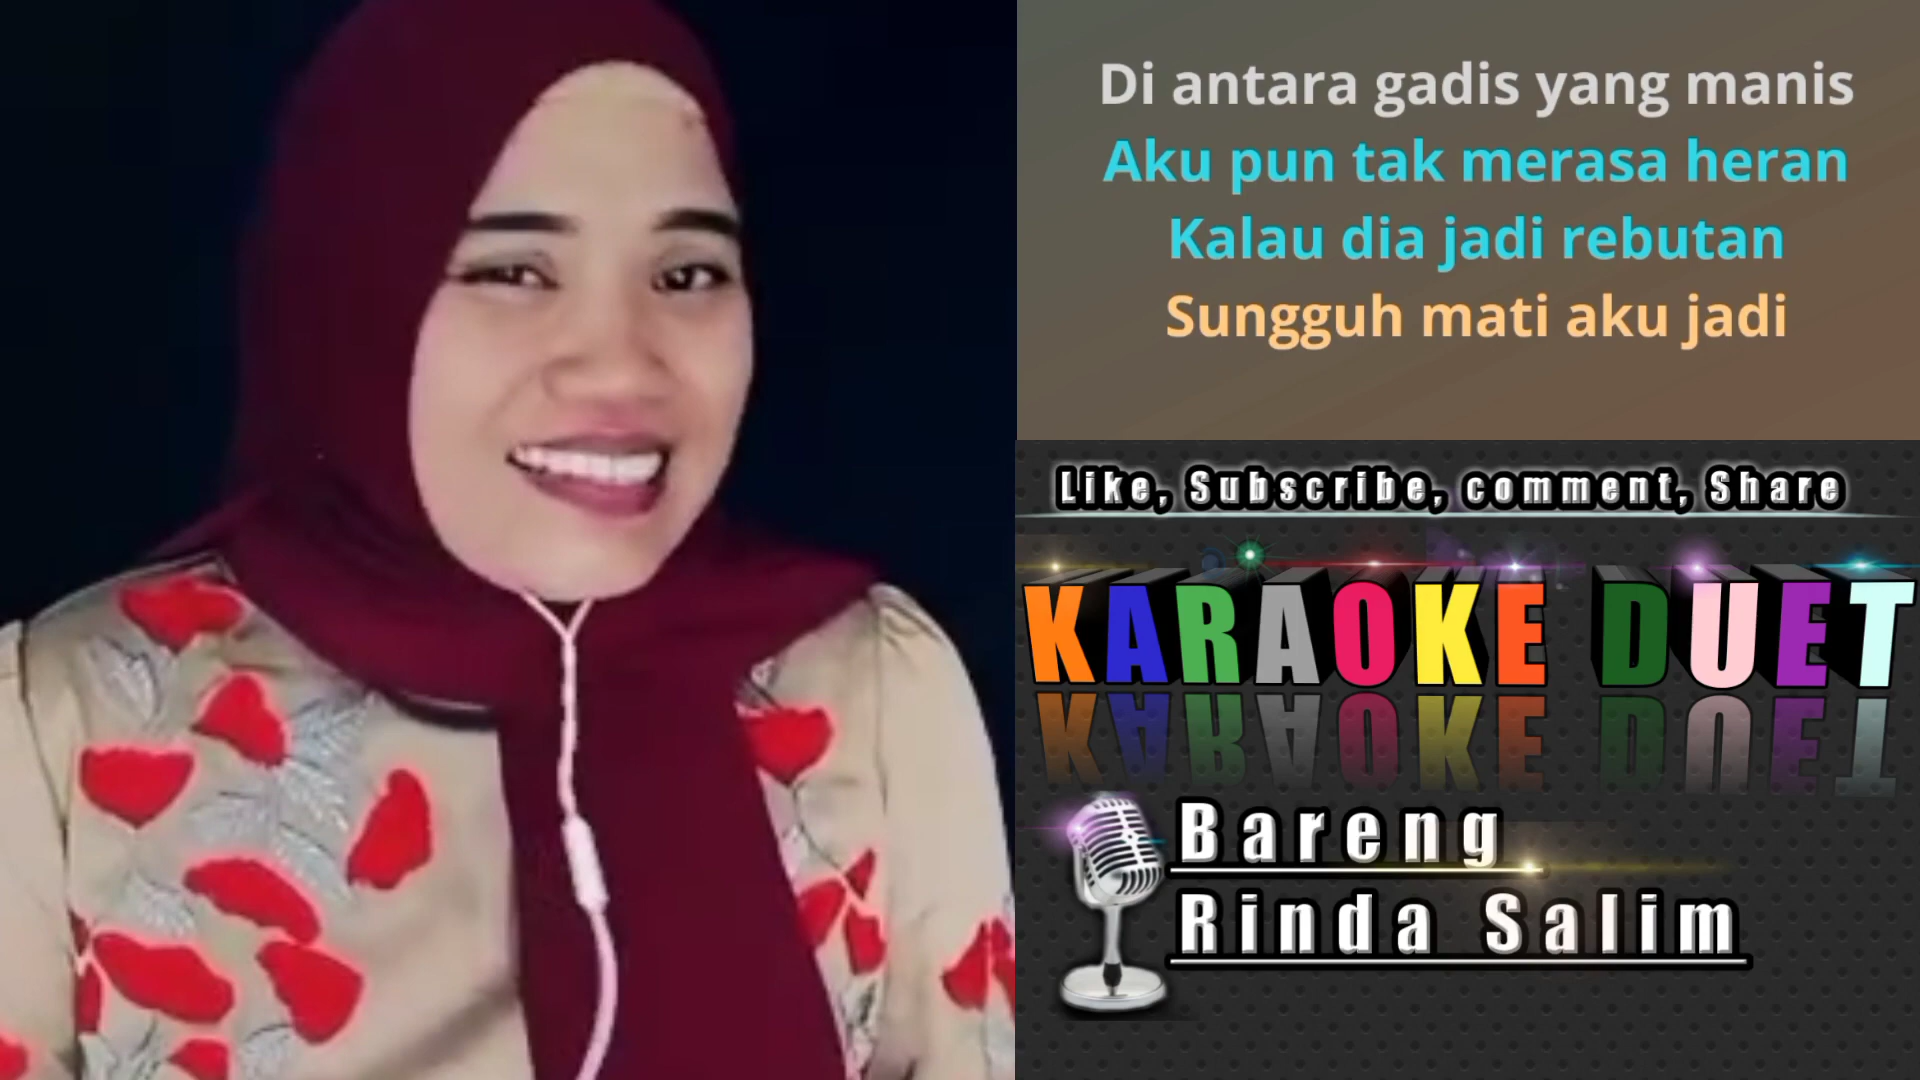 Di antara gadis yang manis
Aku pun tak merasa heran
Kalau dia jadi rebutan
Sungguh mati aku jadi
Like, Subscribe, comment, Share
KARAOKE DUET
Bareng
Rinda Salim